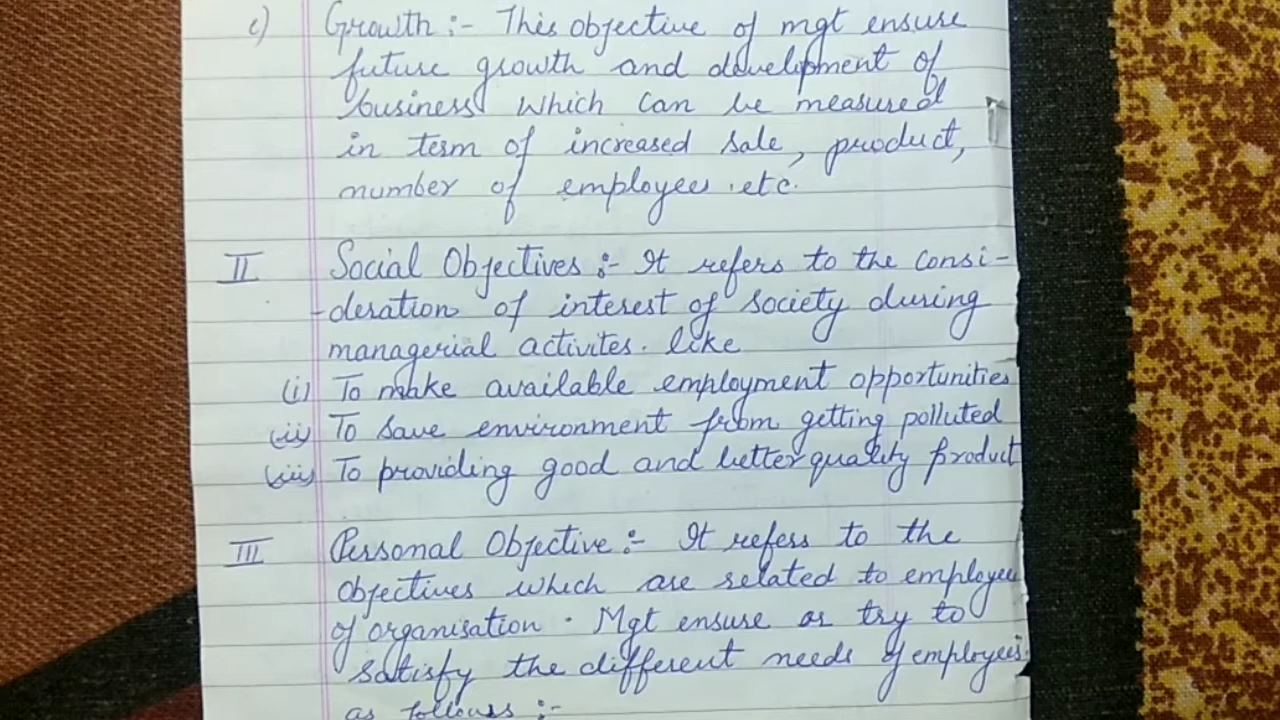 c) Growth :- This objective of mgt ensure
future growth and development of
business which can be measured
in term of increased sale, product,
number of employees .etc.
II Social Objectives :- It refers to the consi-
-deration of interest of society during
managerial activites. like
(i) To make available employment opportunities
(ii) To save environment from getting polluted
(iii) To providing good and better quality product
III Personal Objective :- It refers to the
objectives which are related to employee
of organisation. Mgt ensure or try to
satisfy the different needs of employees.
as follows :-